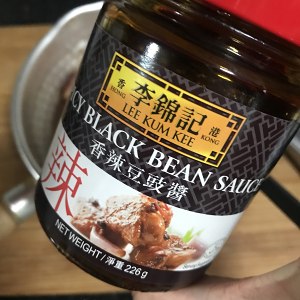 香 李錦記 港
HONG KONG
LEE KUM KEE
CY BLACK BEAN SAUCE
香辣豆豉醬
辣
NET WEIGHT/淨重 226g